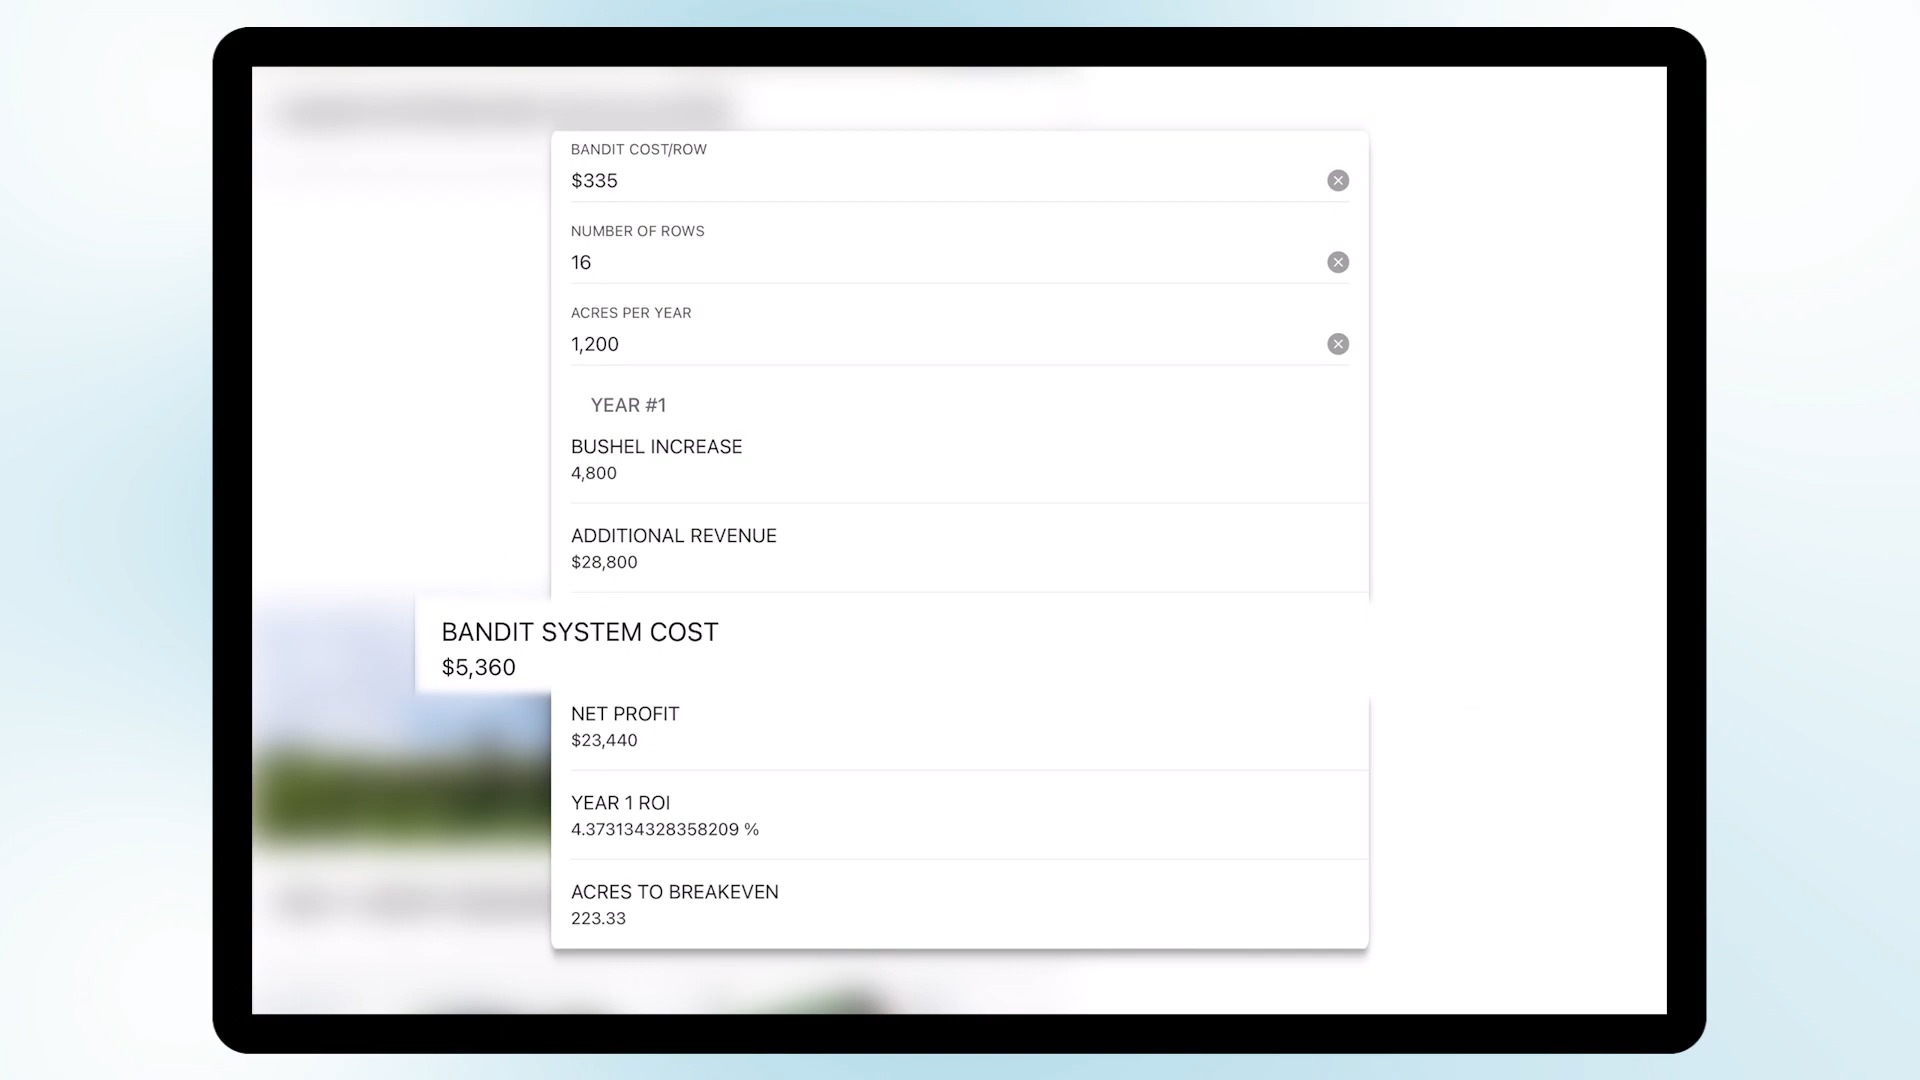 BANDIT COST/ROW
$335
NUMBER OF ROWS
16
ACRES PER YEAR
1,200
YEAR #1
BUSHEL INCREASE
4,800
ADDITIONAL REVENUE
$28,800
BANDIT SYSTEM COST
$5,360
NET PROFIT
$23,440
YEAR 1 ROI
4.373134328358209 %
ACRES TO BREAKEVEN
223.33